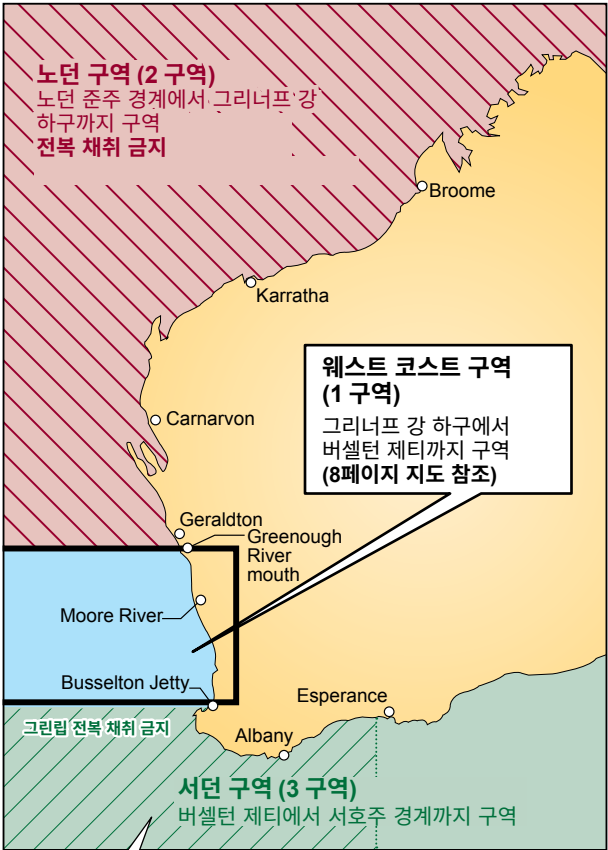 노던 구역 (2 구역)
노던 준주 경계에서 그리너프 강
하구까지 구역
전복 채취 금지
Broome
Karratha
웨스트 코스트 구역
(1 구역)
그리너프 강 하구에서
버셀턴 제티까지 구역
(8페이지 지도 참조)
Carnarvon
Geraldton
Greenough
River
mouth
Moore River
Busselton Jetty
Esperance
그린립 전복 채취 금지
Albany
서던 구역 (3 구역)
버셀턴 제티에서 서호주 경계까지 구역